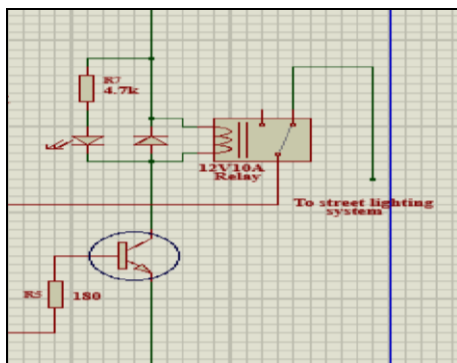 R7
4.7k
12V10A
Relay
To street lighting
system
R5 180